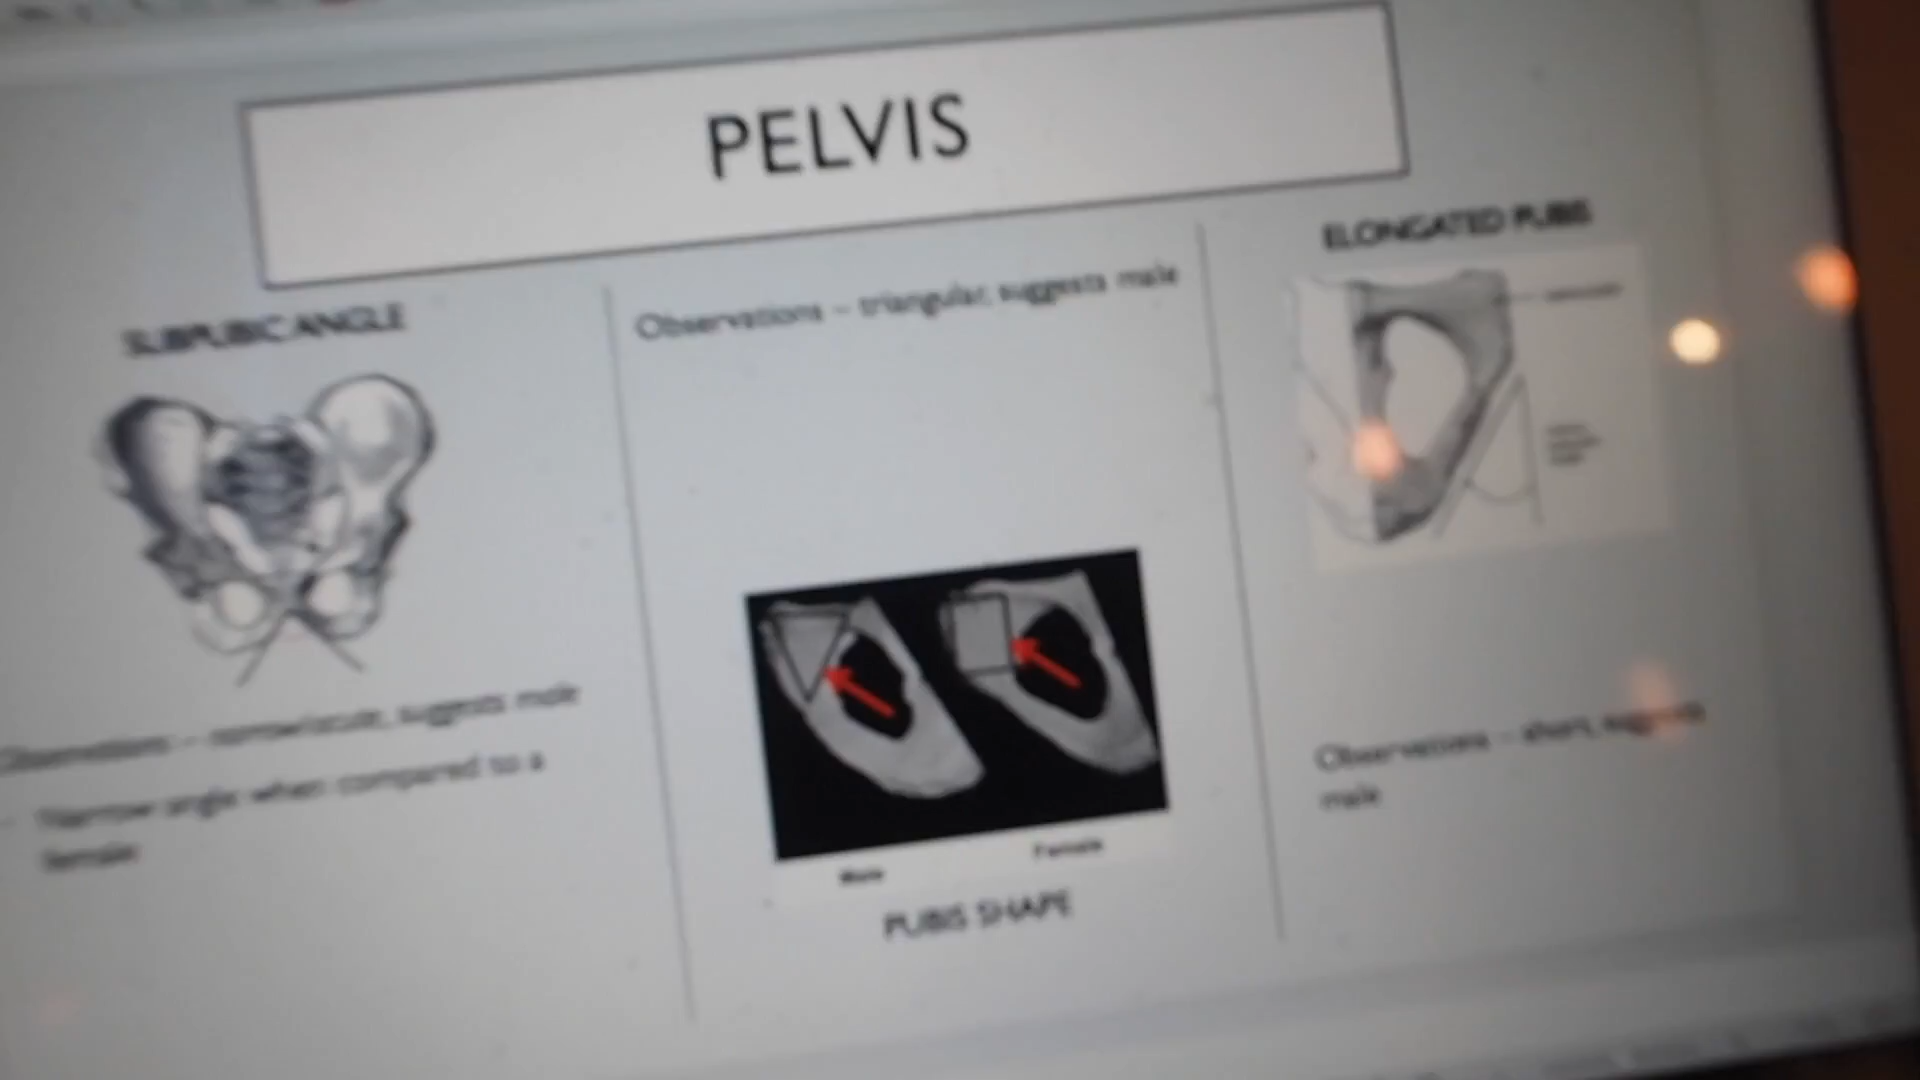 PELVIS
SUBPUBIC ANGLE
Observations – narrow/acute, suggests male
Narrow angle when compared to a
female
Observations – triangular, suggests male
Male
Female
PUBIS SHAPE
ELONGATED PUBIS
Observations – short, suggests
male